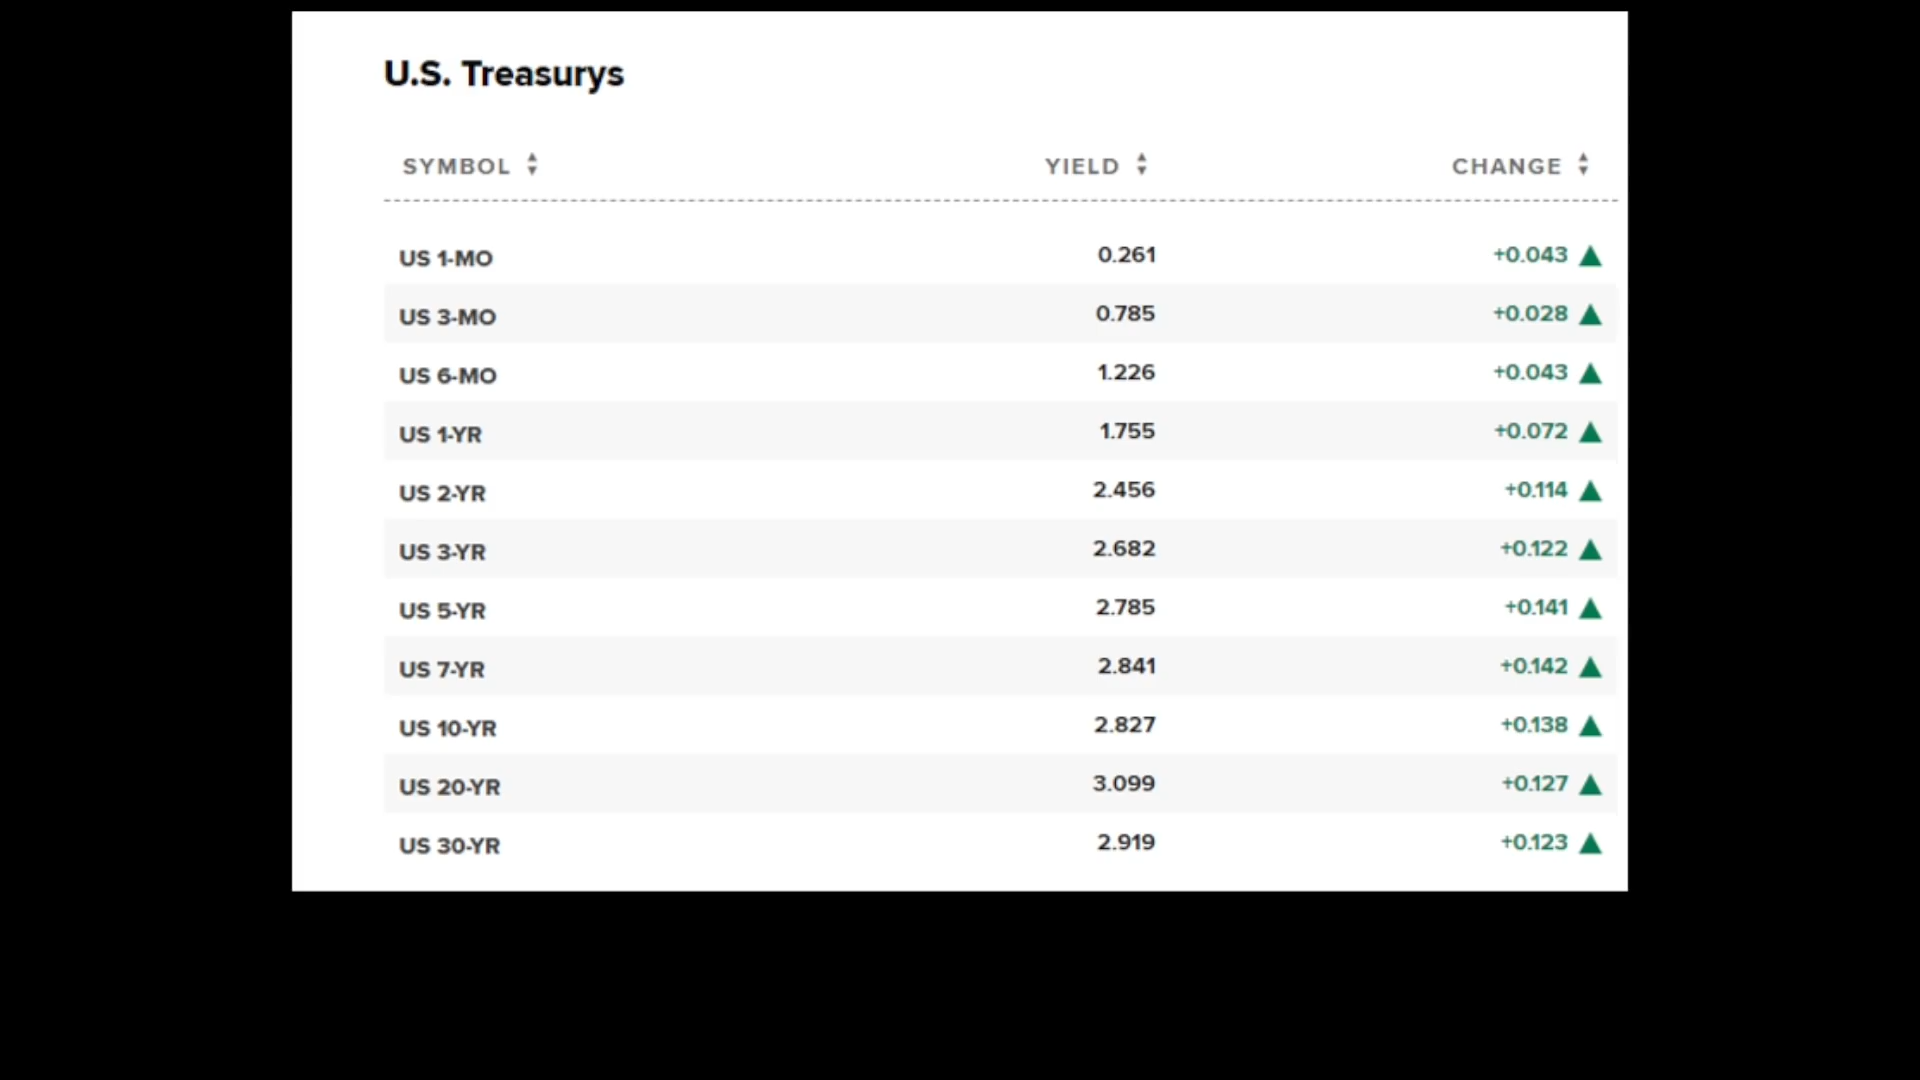 U.S. Treasurys
SYMBOL YIELD CHANGE
US 1-MO 0.261 +0.043
US 3-MO 0.785 +0.028
US 6-MO 1.226 +0.043
US 1-YR 1.755 +0.072
US 2-YR 2.456 +0.114
US 3-YR 2.682 +0.122
US 5-YR 2.785 +0.141
US 7-YR 2.841 +0.142
US 10-YR 2.827 +0.138
US 20-YR 3.099 +0.127
US 30-YR 2.919 +0.123